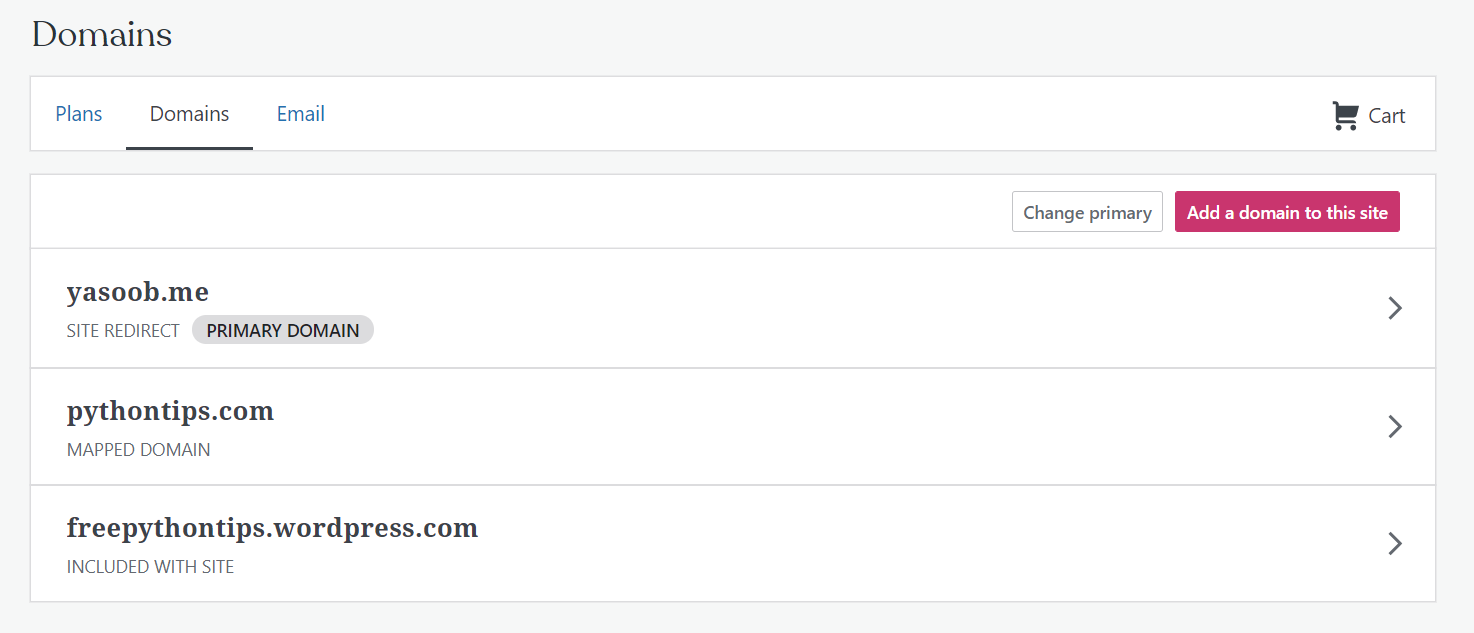 Domains
Plans Domains Email Cart
Change primary Add a domain to this site
yasoob.me
SITE REDIRECT PRIMARY DOMAIN
pythontips.com
MAPPED DOMAIN
freepythontips.wordpress.com
INCLUDED WITH SITE